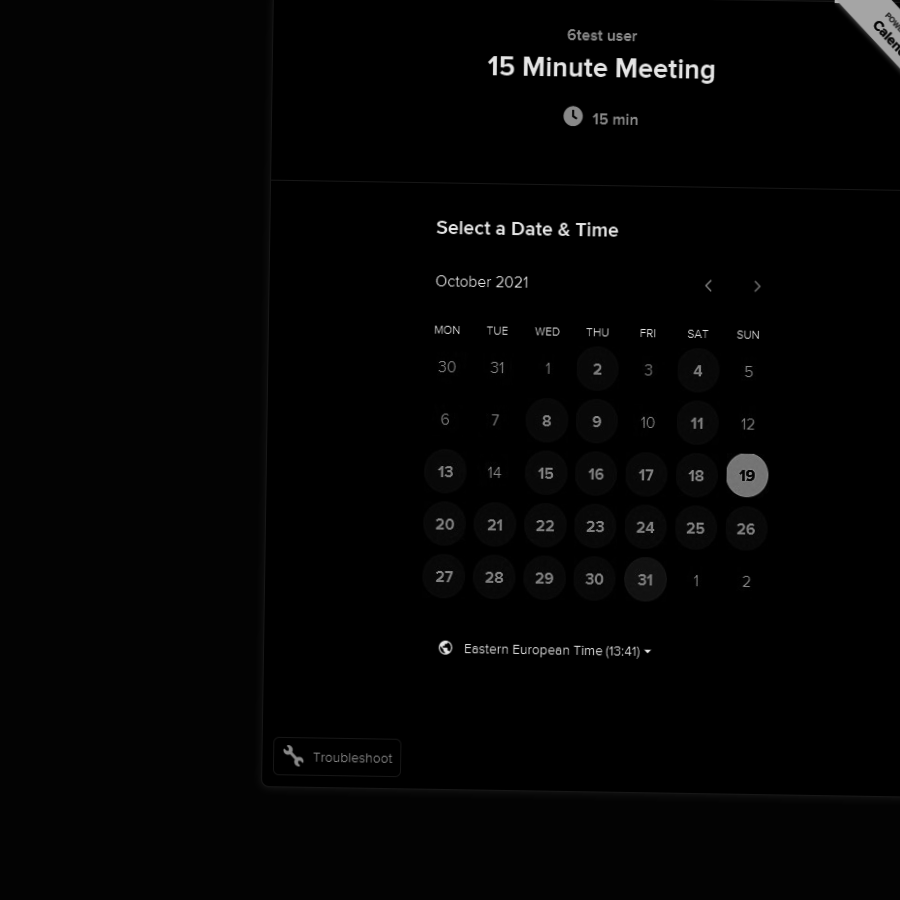 6test user
15 Minute Meeting
15 min
Select a Date & Time
October 2021
MON TUE WED THU FRI SAT SUN
30 31 1 2 3 4 5
6 7 8 9 10 11 12
13 14 15 16 17 18 19
20 21 22 23 24 25 26
27 28 29 30 31 1 2
Eastern European Time (13:41)
Troubleshoot